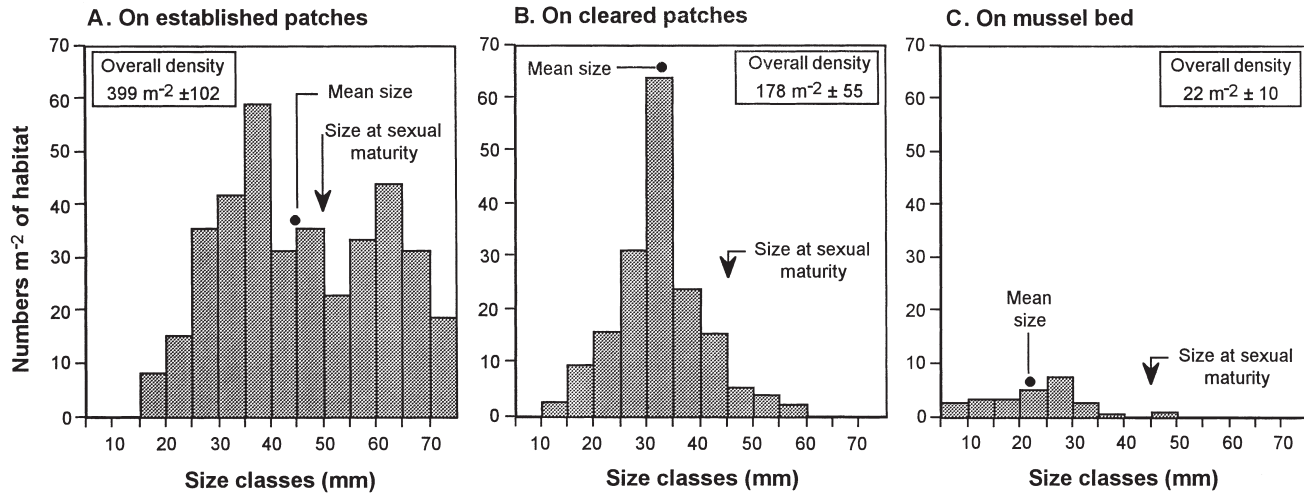 A. On established patches
Numbers m⁻² of habitat
70
60
50
40
30
20
10
0
Overall density
399 m⁻² ±102
Mean size
Size at sexual
maturity
10 20 30 40 50 60 70
Size classes (mm)
B. On cleared patches
70
60
50
40
30
20
10
0
Mean size
Overall density
178 m⁻² ± 55
Size at sexual
maturity
10 20 30 40 50 60 70
Size classes (mm)
C. On mussel bed
70
60
50
40
30
20
10
0
Overall density
22 m⁻² ± 10
Mean
size
Size at sexual
maturity
10 20 30 40 50 60 70
Size classes (mm)